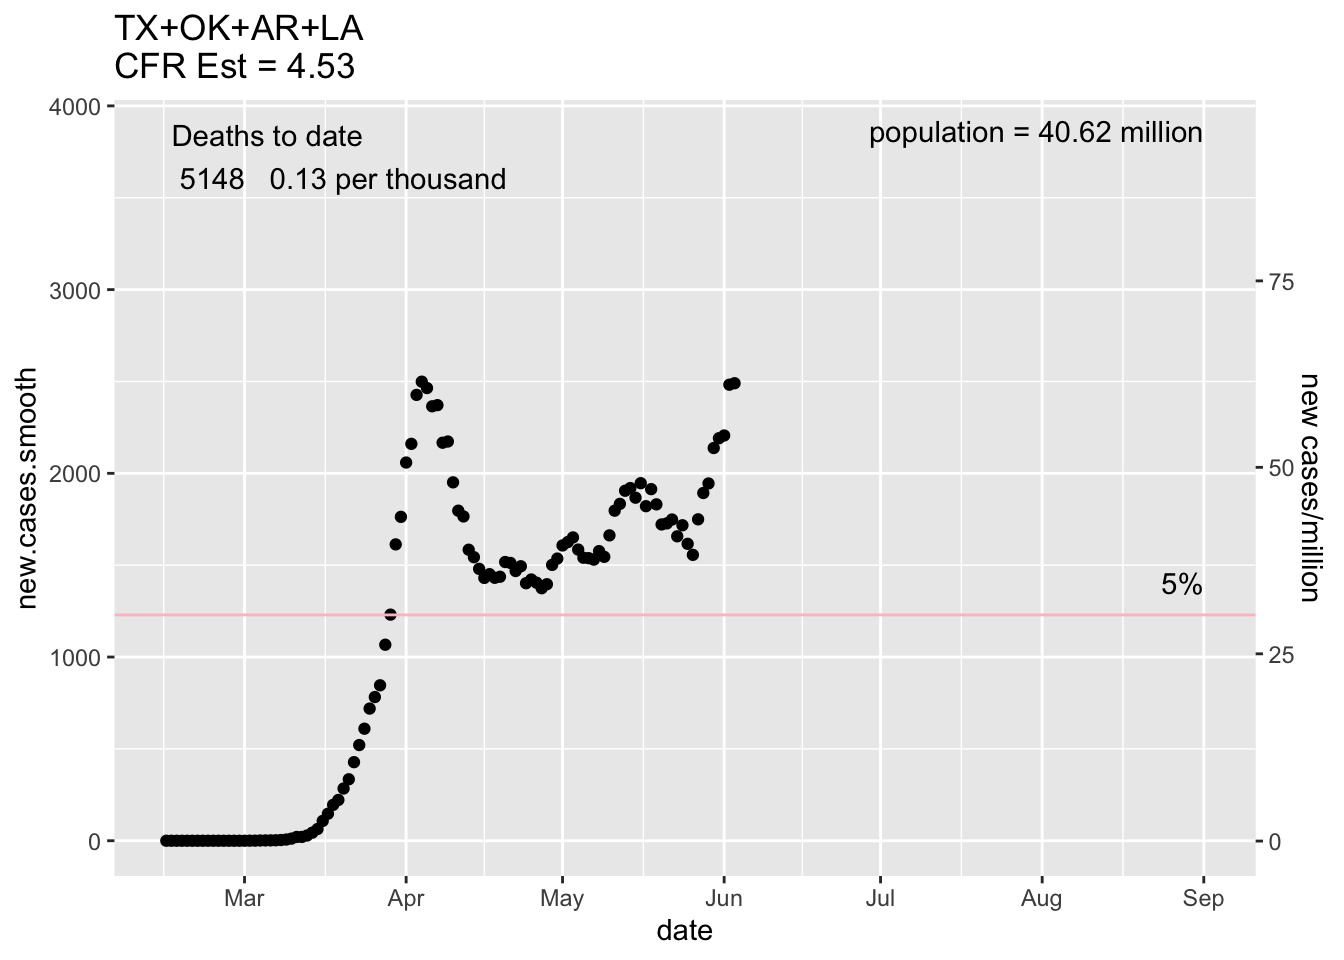 TX+OK+AR+LA
CFR Est = 4.53
4000
3000
2000
1000
0
new.cases.smooth
Deaths to date
5148 0.13 per thousand
population = 40.62 million
5%
75
50
25
0
new cases/million
Mar Apr May Jun Jul Aug Sep
date